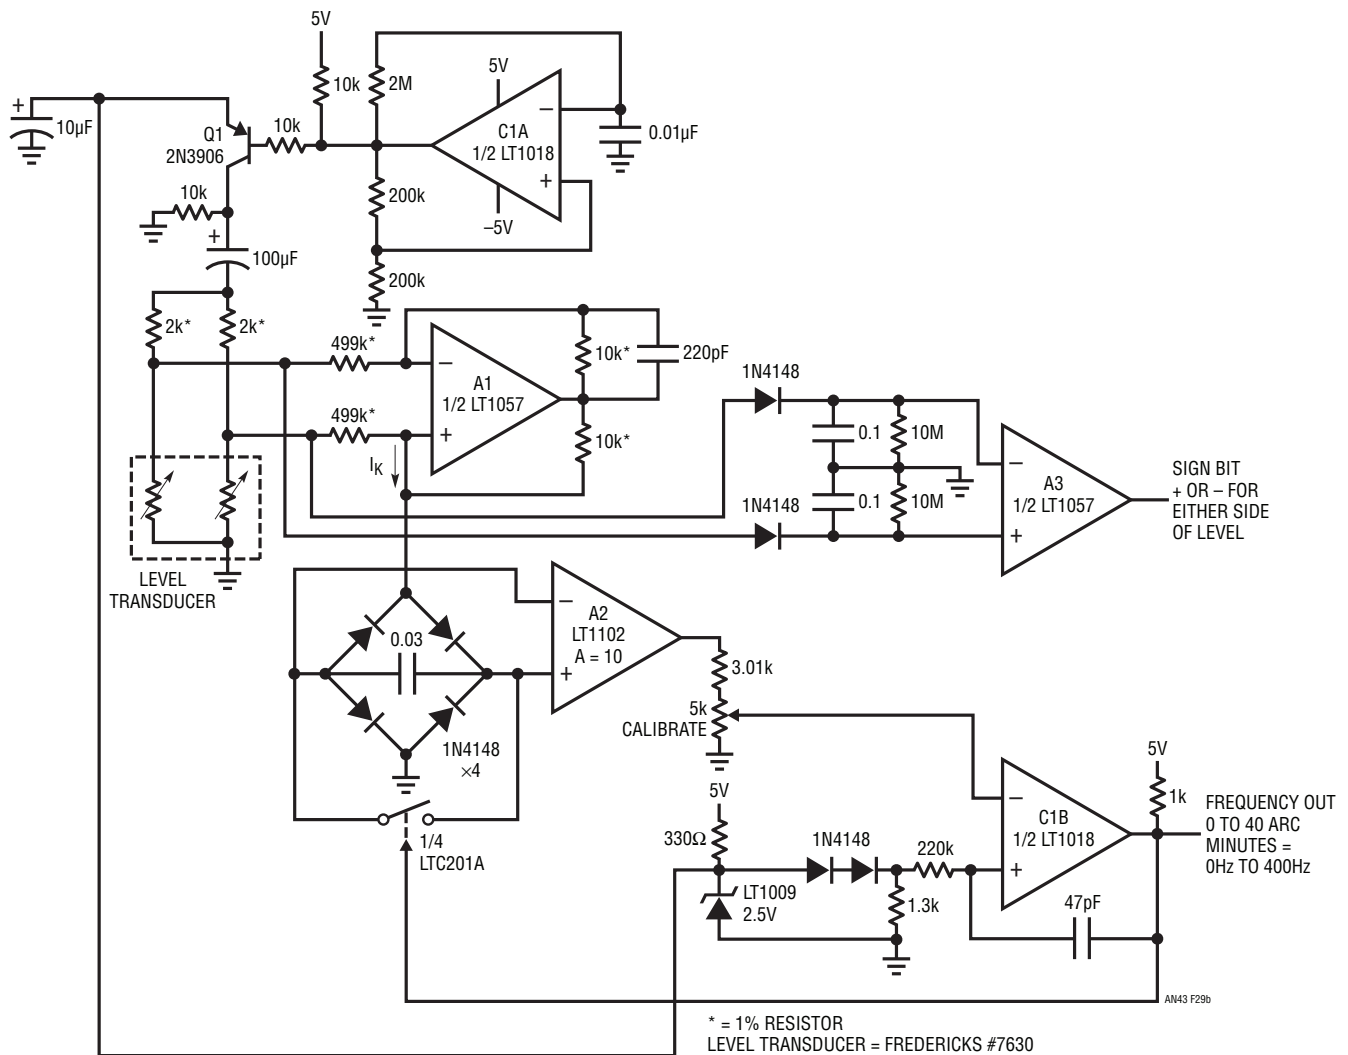 5V
+
10µF
Q1
2N3906
10k
10k
2M
5V
–
C1A
1/2 LT1018
+
–5V
0.01µF
10k
+
100µF
200k
200k
2k*
2k*
499k*
–
A1
1/2 LT1057
+
499k*
IK
10k*
220pF
10k*
1N4148
0.1
10M
1N4148
0.1
10M
–
A3
1/2 LT1057
+
SIGN BIT
+ OR – FOR
EITHER SIDE
OF LEVEL
LEVEL
TRANSDUCER
0.03
1N4148
×4
–
A2
LT1102
A = 10
+
3.01k
5k
CALIBRATE
1/4
LTC201A
5V
330Ω
LT1009
2.5V
1N4148
220k
1.3k
–
C1B
1/2 LT1018
+
47pF
5V
1k
FREQUENCY OUT
0 TO 40 ARC
MINUTES =
0Hz TO 400Hz
AN43 F29b
* = 1% RESISTOR
LEVEL TRANSDUCER = FREDERICKS #7630